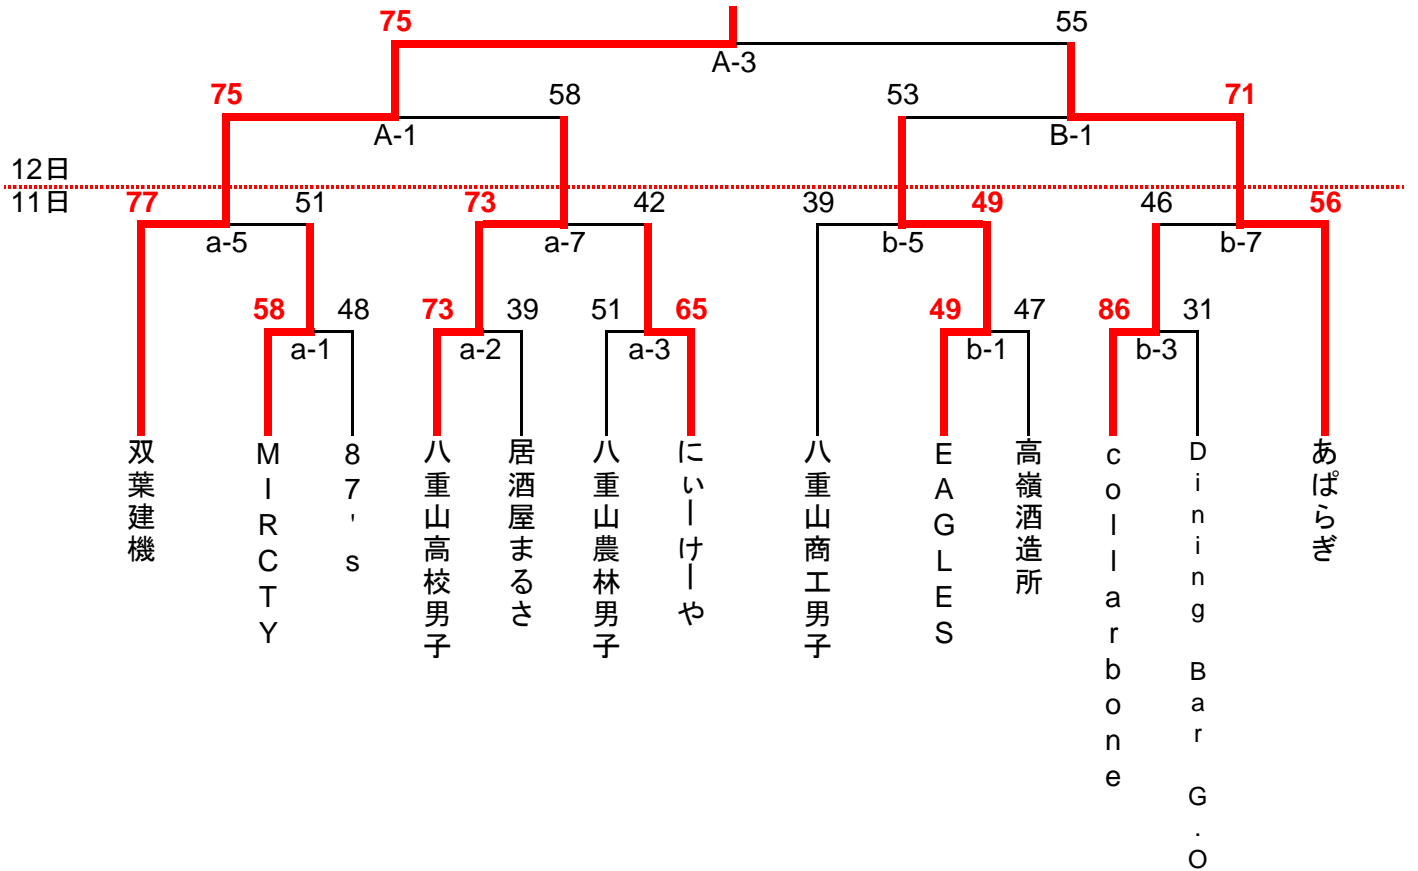 75 55
A-3
75 58 53 71
A-1 B-1
12日
11日 77 51 73 42 39 49 46 56
a-5 a-7 b-5 b-7
58 48 73 39 51 65 49 47 86 31
a-1 a-2 a-3 b-1 b-3
双葉建機
MIRCTY
87's
八重山高校男子
居酒屋まるさ
八重山農林男子
にぃーけーや
八重山商工男子
EAGLES
高嶺酒造所
collarbone
Dining Bar G.O
あぱらぎ